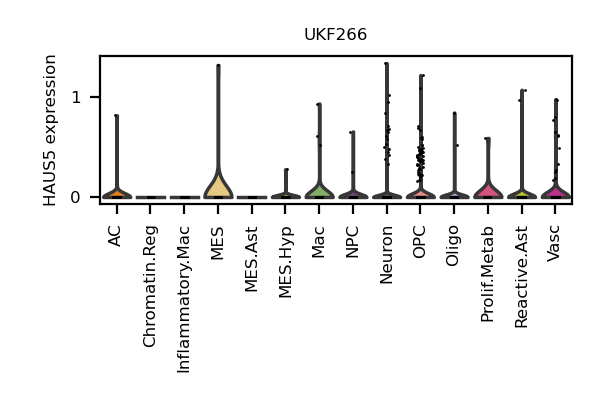 UKF266
HAUS5 expression
1
0
AC
Chromatin.Reg
Inflammatory.Mac
MES
MES.Ast
MES.Hyp
Mac
NPC
Neuron
OPC
Oligo
Prolif.Metab
Reactive.Ast
Vasc